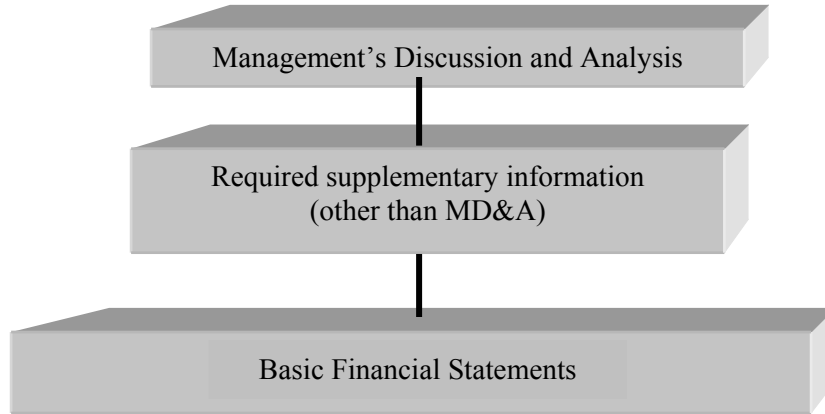 Management’s Discussion and Analysis
Required supplementary information
(other than MD&A)
Basic Financial Statements